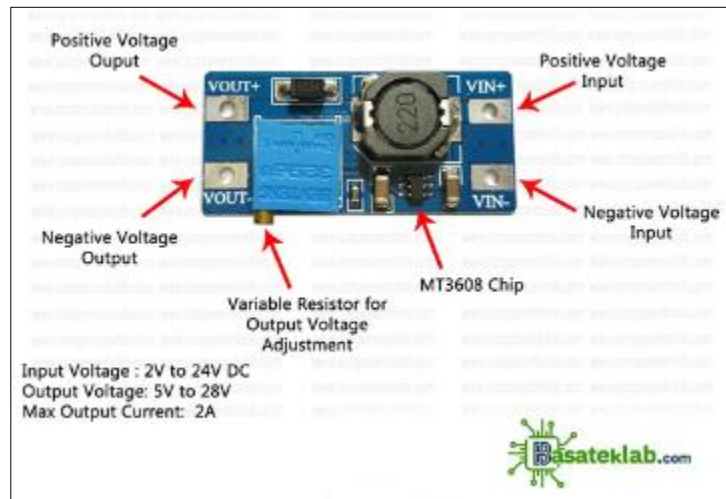 Positive Voltage
Ouput
Positive Voltage
Input
VOUT+
VIN+
220
VOUT-
VIN-
Negative Voltage
Output
Negative Voltage
Input
MT3608 Chip
Variable Resistor for
Output Voltage
Adjustment
Input Voltage : 2V to 24V DC
Output Voltage: 5V to 28V
Max Output Current: 2A
Basateklab.com